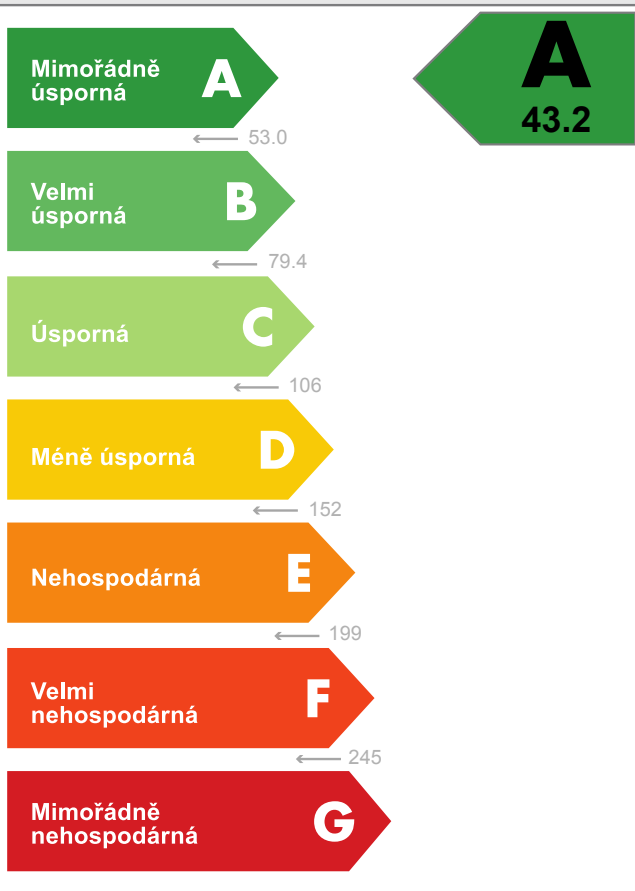 Mimořádně
úsporná
A
53.0
Velmi
úsporná
B
79.4
Úsporná
C
106
Méně úsporná
D
152
Nehospodárná
E
199
Velmi
nehospodárná
F
245
Mimořádně
nehospodárná
G
A
43.2